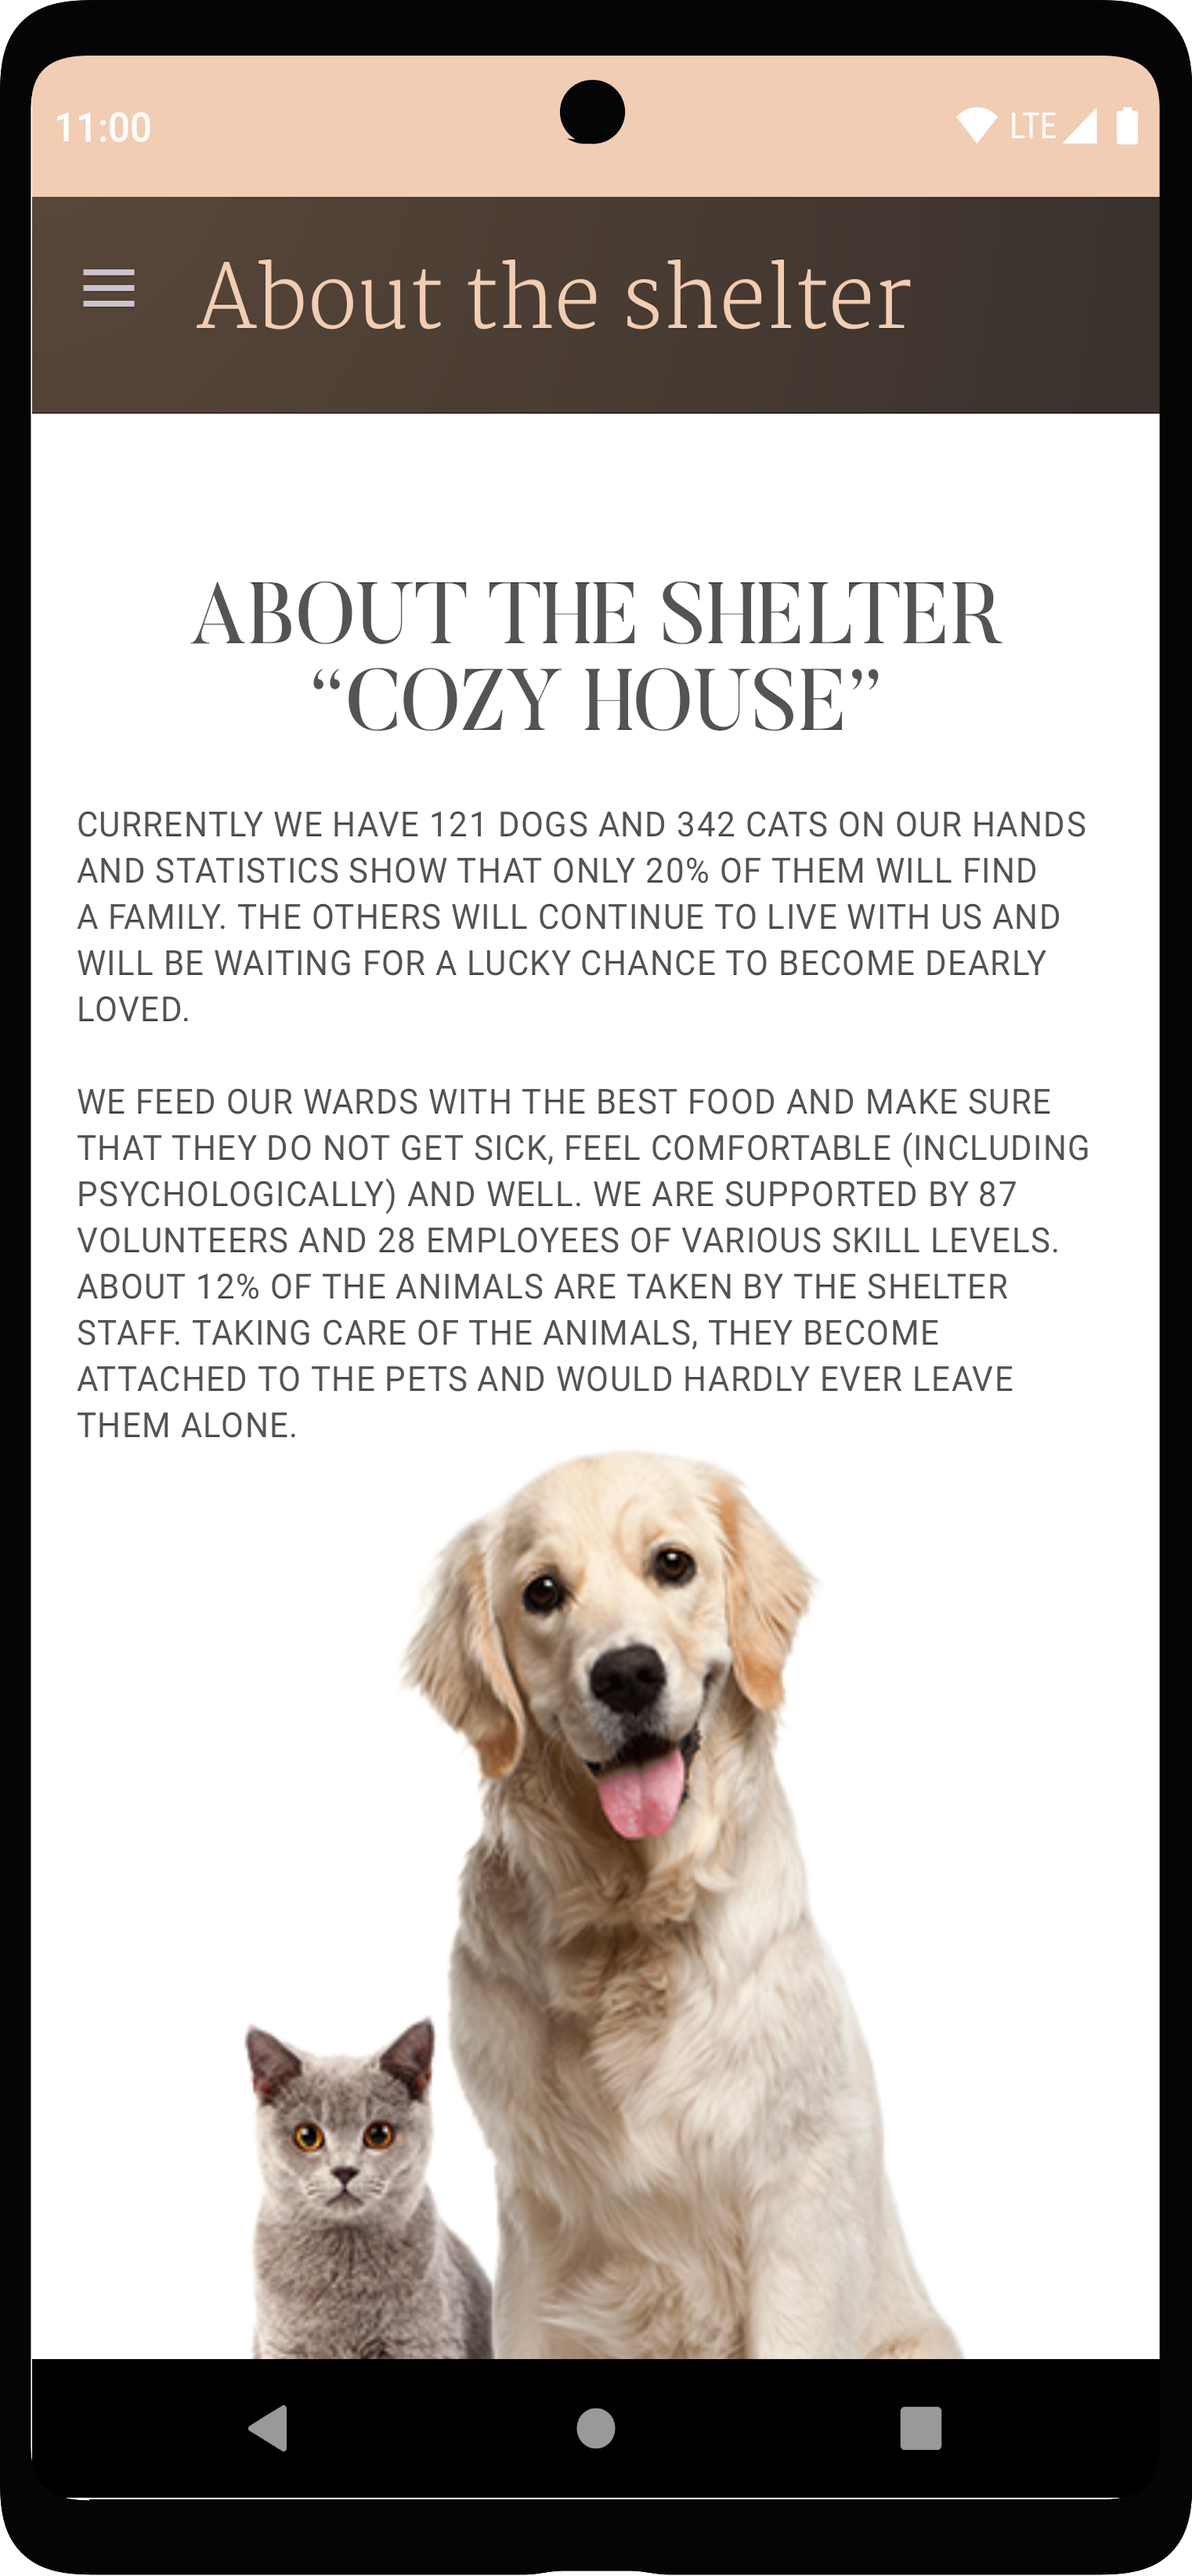 11:00
LTE
About the shelter
ABOUT THE SHELTER
“COZY HOUSE”
CURRENTLY WE HAVE 121 DOGS AND 342 CATS ON OUR HANDS
AND STATISTICS SHOW THAT ONLY 20% OF THEM WILL FIND
A FAMILY. THE OTHERS WILL CONTINUE TO LIVE WITH US AND
WILL BE WAITING FOR A LUCKY CHANCE TO BECOME DEARLY
LOVED.
WE FEED OUR WARDS WITH THE BEST FOOD AND MAKE SURE
THAT THEY DO NOT GET SICK, FEEL COMFORTABLE (INCLUDING
PSYCHOLOGICALLY) AND WELL. WE ARE SUPPORTED BY 87
VOLUNTEERS AND 28 EMPLOYEES OF VARIOUS SKILL LEVELS.
ABOUT 12% OF THE ANIMALS ARE TAKEN BY THE SHELTER
STAFF. TAKING CARE OF THE ANIMALS, THEY BECOME
ATTACHED TO THE PETS AND WOULD HARDLY EVER LEAVE
THEM ALONE.